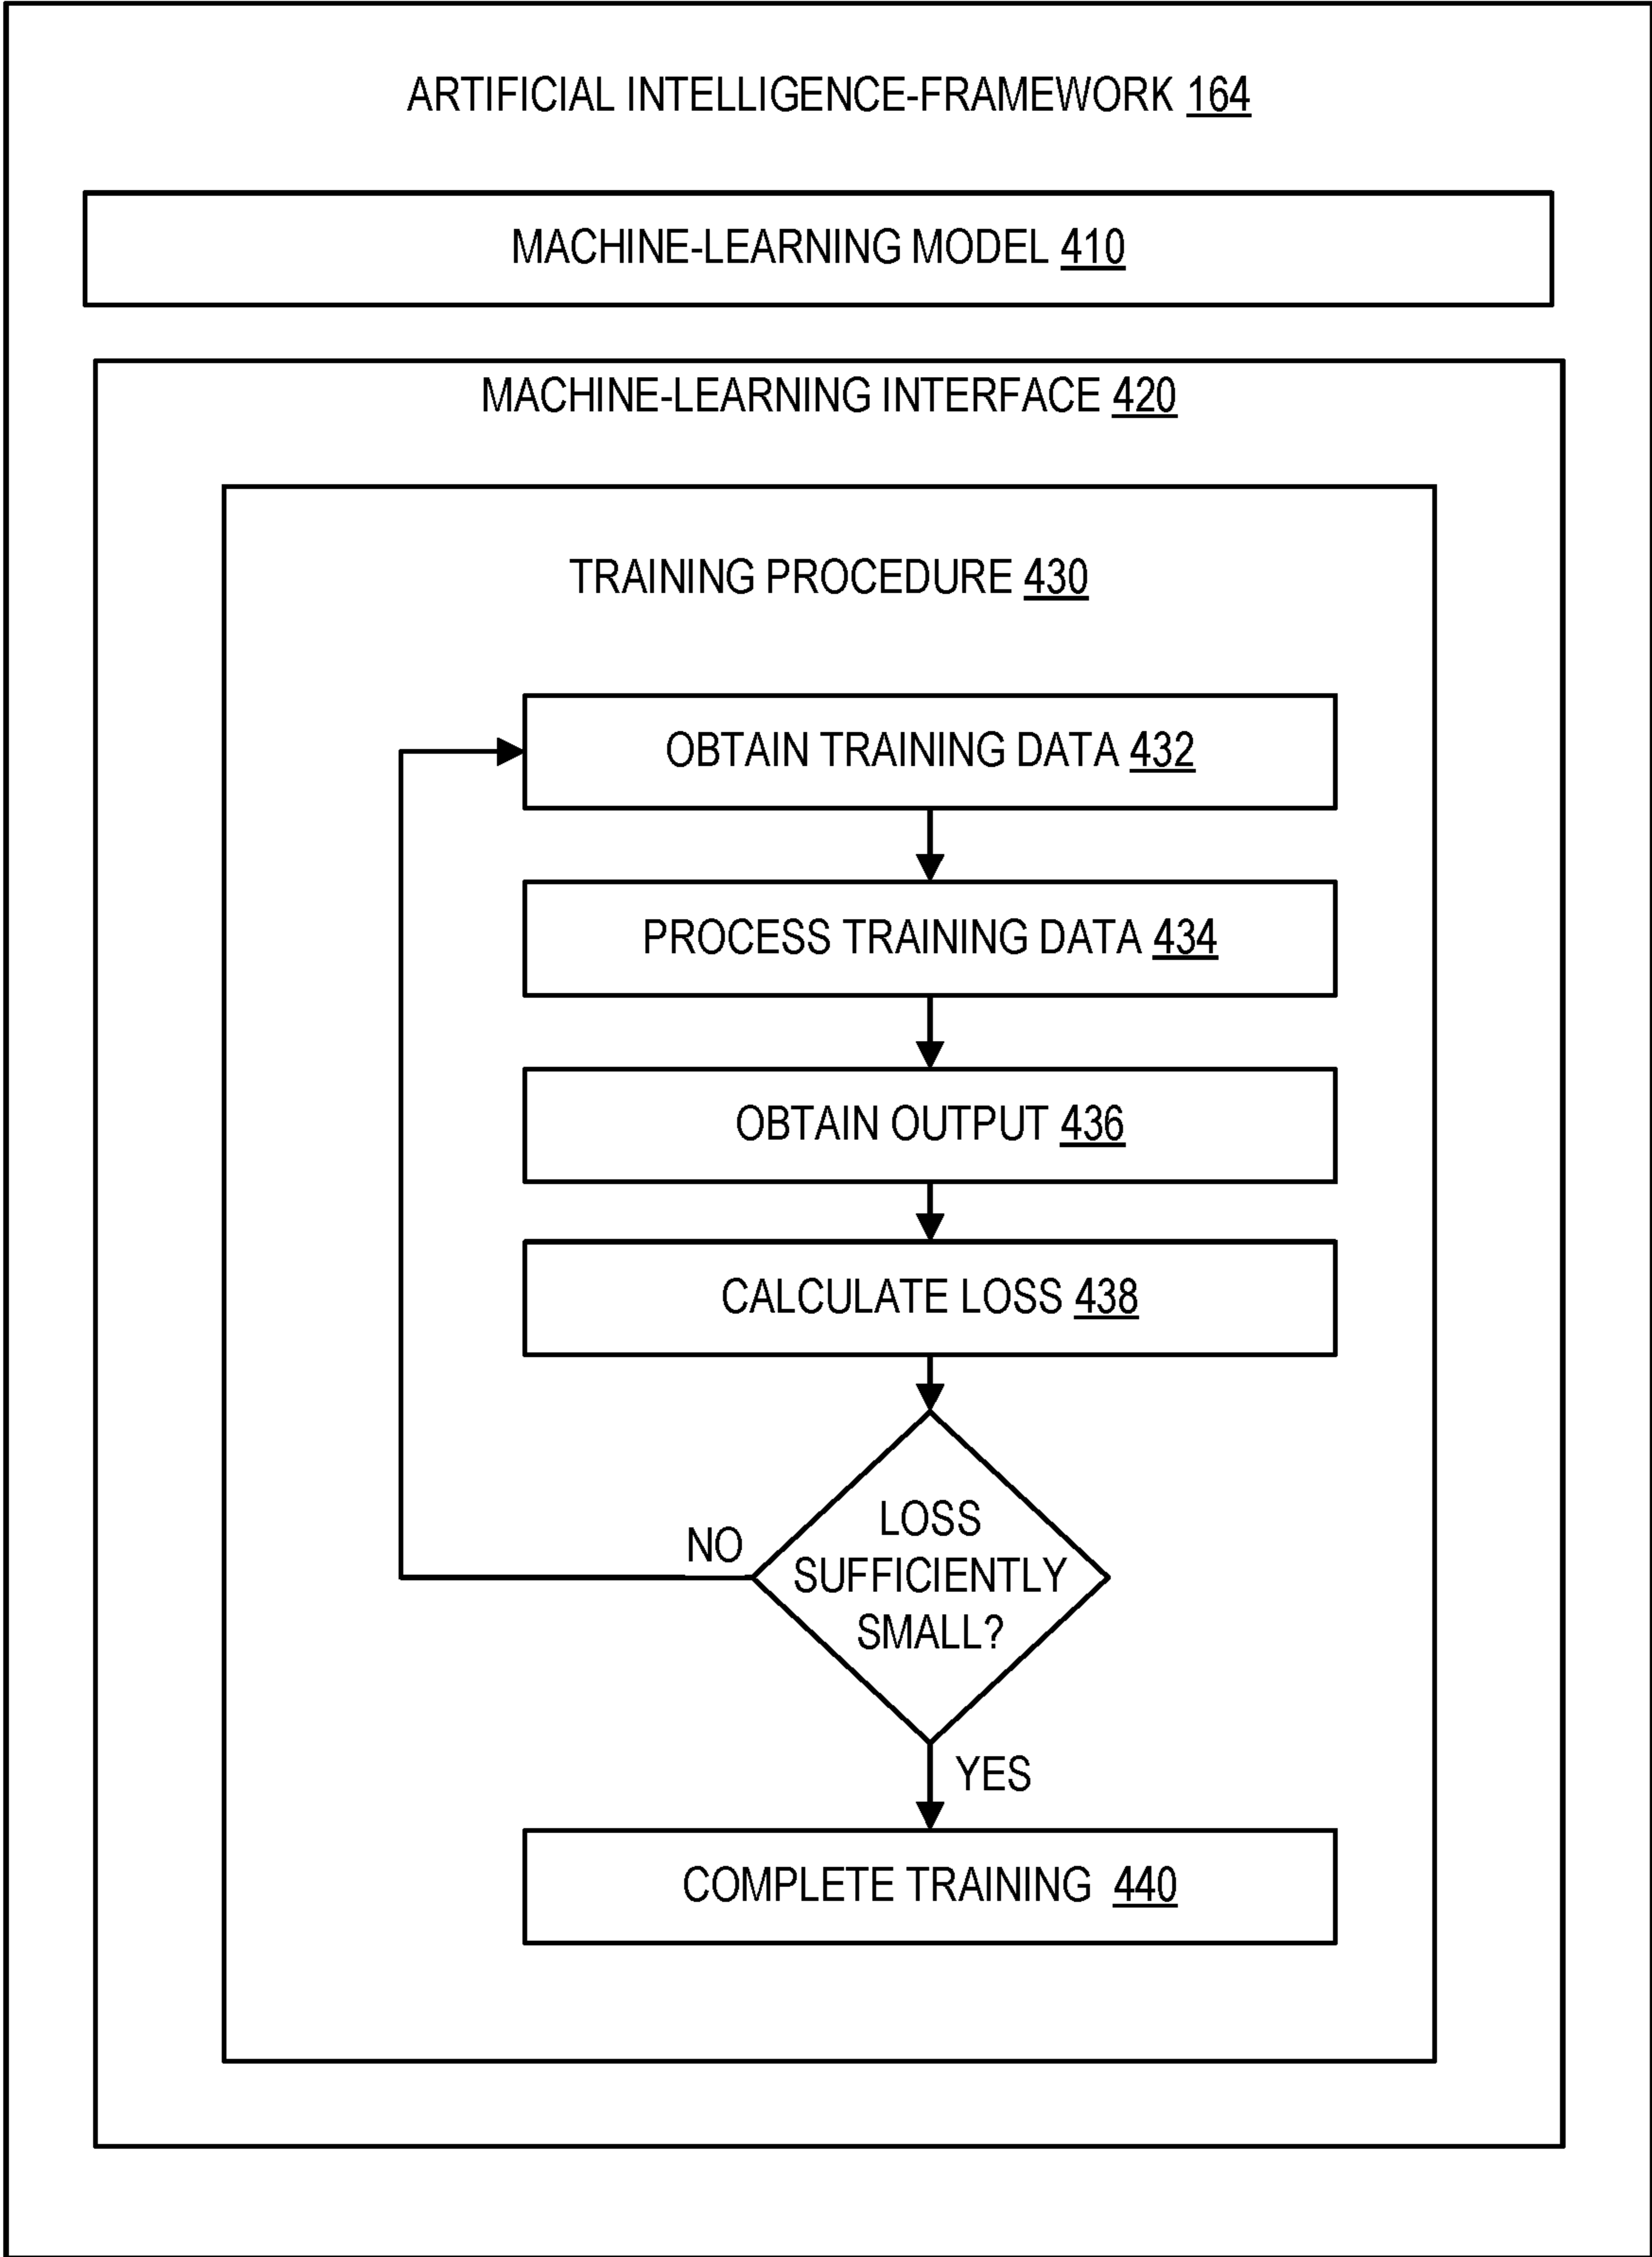 ARTIFICIAL INTELLIGENCE-FRAMEWORK 164
MACHINE-LEARNING MODEL 410
MACHINE-LEARNING INTERFACE 420
TRAINING PROCEDURE 430
OBTAIN TRAINING DATA 432
PROCESS TRAINING DATA 434
OBTAIN OUTPUT 436
CALCULATE LOSS 438
LOSS
SUFFICIENTLY
SMALL?
NO
YES
COMPLETE TRAINING 440